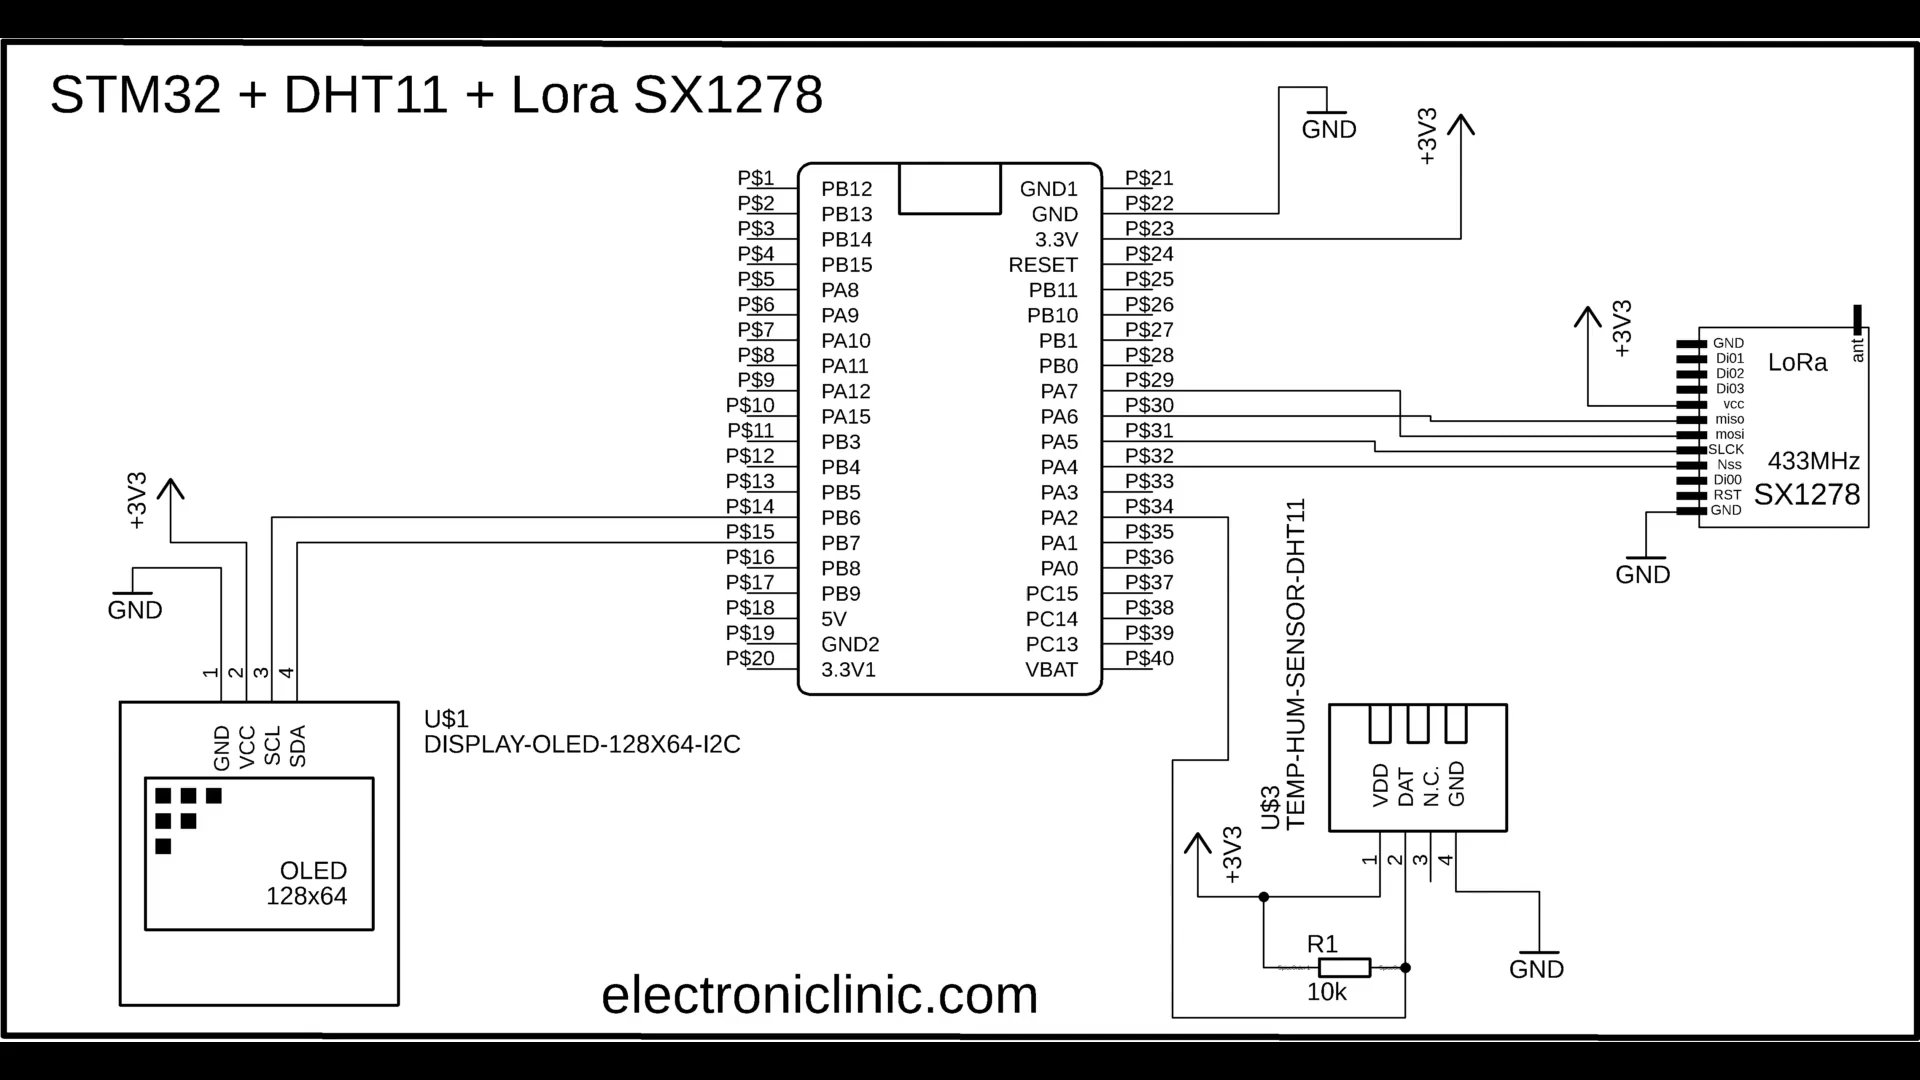 STM32 + DHT11 + Lora SX1278
GND
+3V3
P$1 PB12 GND1 P$21
P$2 PB13 GND P$22
P$3 PB14 3.3V P$23
P$4 PB15 RESET P$24
P$5 PA8 PB11 P$25
P$6 PA9 PB10 P$26
P$7 PA10 PB1 P$27
P$8 PA11 PB0 P$28
P$9 PA12 PA7 P$29
P$10 PA15 PA6 P$30
P$11 PB3 PA5 P$31
P$12 PB4 PA4 P$32
P$13 PB5 PA3 P$33
P$14 PB6 PA2 P$34
P$15 PB7 PA1 P$35
P$16 PB8 PA0 P$36
P$17 PB9 PC15 P$37
P$18 5V PC14 P$38
P$19 GND2 PC13 P$39
P$20 3.3V1 VBAT P$40
+3V3
ant
LoRa
433MHz
SX1278
GND
Di01
Di02
Di03
vcc
miso
mosi
SLCK
Nss
Di00
RST
GND
GND
+3V3
GND
1 2 3 4
GND VCC SCL SDA
U$1
DISPLAY-OLED-128X64-I2C
OLED
128x64
U$3
TEMP-HUM-SENSOR-DHT11
VDD DAT N.C. GND
1 2 3 4
+3V3
R1
10k
GND
electroniclinic.com